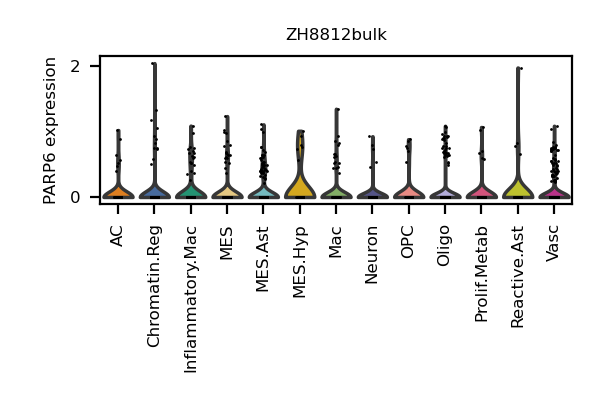 ZH8812bulk
PARP6 expression
2
0
AC
Chromatin.Reg
Inflammatory.Mac
MES
MES.Ast
MES.Hyp
Mac
Neuron
OPC
Oligo
Prolif.Metab
Reactive.Ast
Vasc